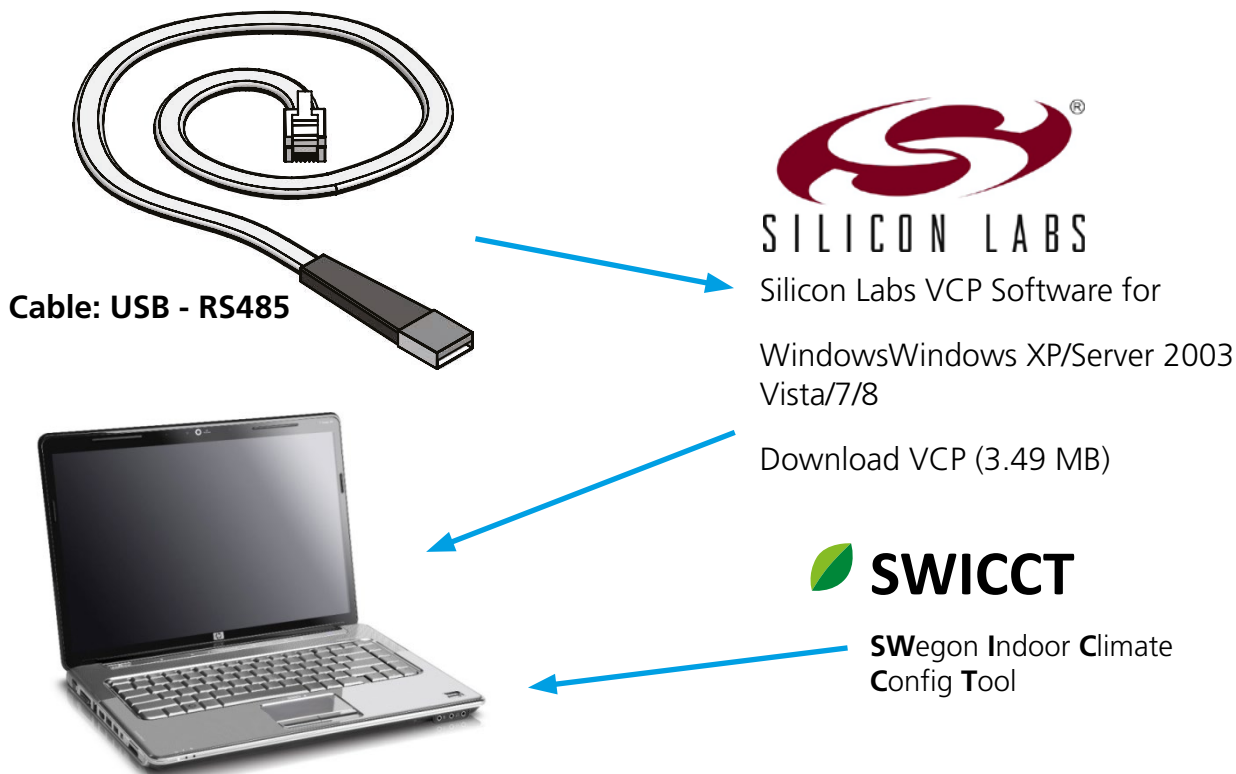 Cable: USB - RS485
®
SILICON LABS
Silicon Labs VCP Software for
WindowsWindows XP/Server 2003
Vista/7/8
Download VCP (3.49 MB)
SWICCT
SWegon Indoor Climate
Config Tool